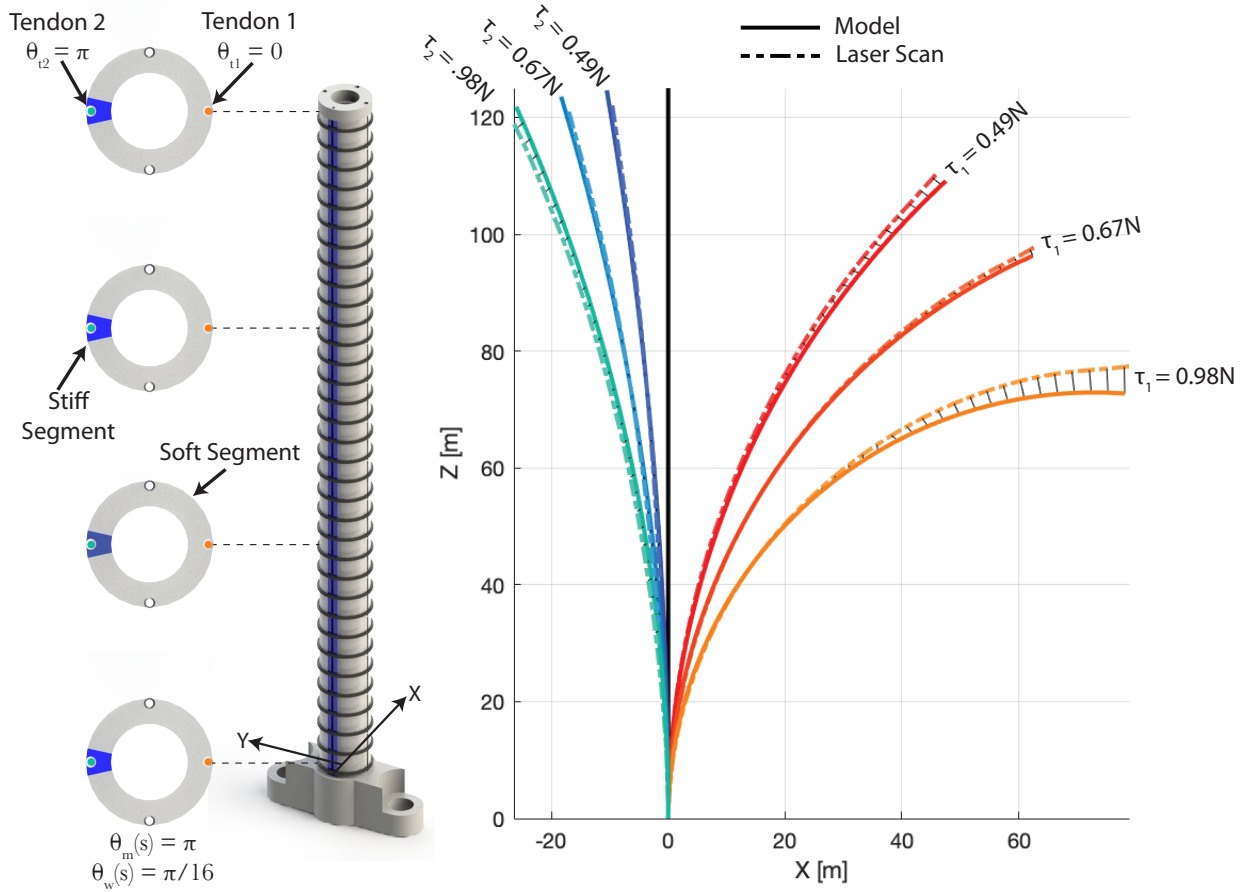 Tendon 2
θt2 = π
Tendon 1
θt1 = 0
Stiff
Segment
Soft Segment
θm(s) = π
θw(s) = π/16
X
Y
Model
Laser Scan
τ2 = .98N
τ2 = 0.67N
τ2 = 0.49N
τ1 = 0.49N
τ1 = 0.67N
τ1 = 0.98N
Z [m]
120
100
80
60
40
20
0
-20
0
20
40
60
X [m]